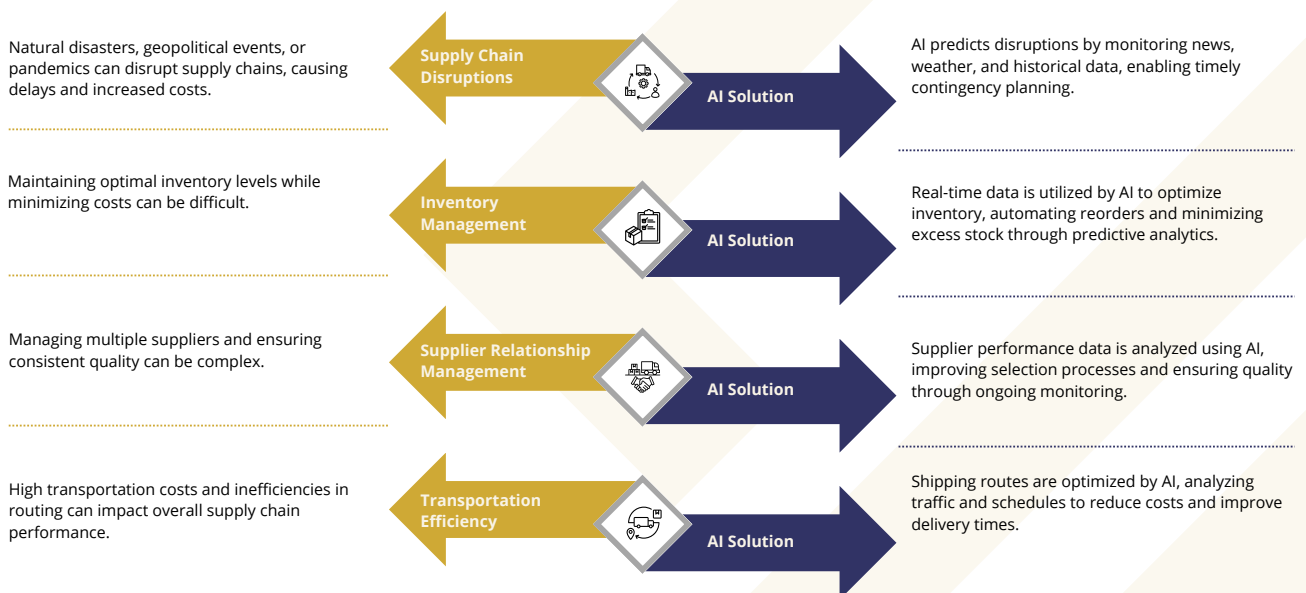 Natural disasters, geopolitical events, or
pandemics can disrupt supply chains, causing
delays and increased costs.
Supply Chain
Disruptions
AI Solution
AI predicts disruptions by monitoring news,
weather, and historical data, enabling timely
contingency planning.
Maintaining optimal inventory levels while
minimizing costs can be difficult.
Inventory
Management
AI Solution
Real-time data is utilized by AI to optimize
inventory, automating reorders and minimizing
excess stock through predictive analytics.
Managing multiple suppliers and ensuring
consistent quality can be complex.
Supplier Relationship
Management
AI Solution
Supplier performance data is analyzed using AI,
improving selection processes and ensuring quality
through ongoing monitoring.
High transportation costs and inefficiencies in
routing can impact overall supply chain
performance.
Transportation
Efficiency
AI Solution
Shipping routes are optimized by AI, analyzing
traffic and schedules to reduce costs and improve
delivery times.